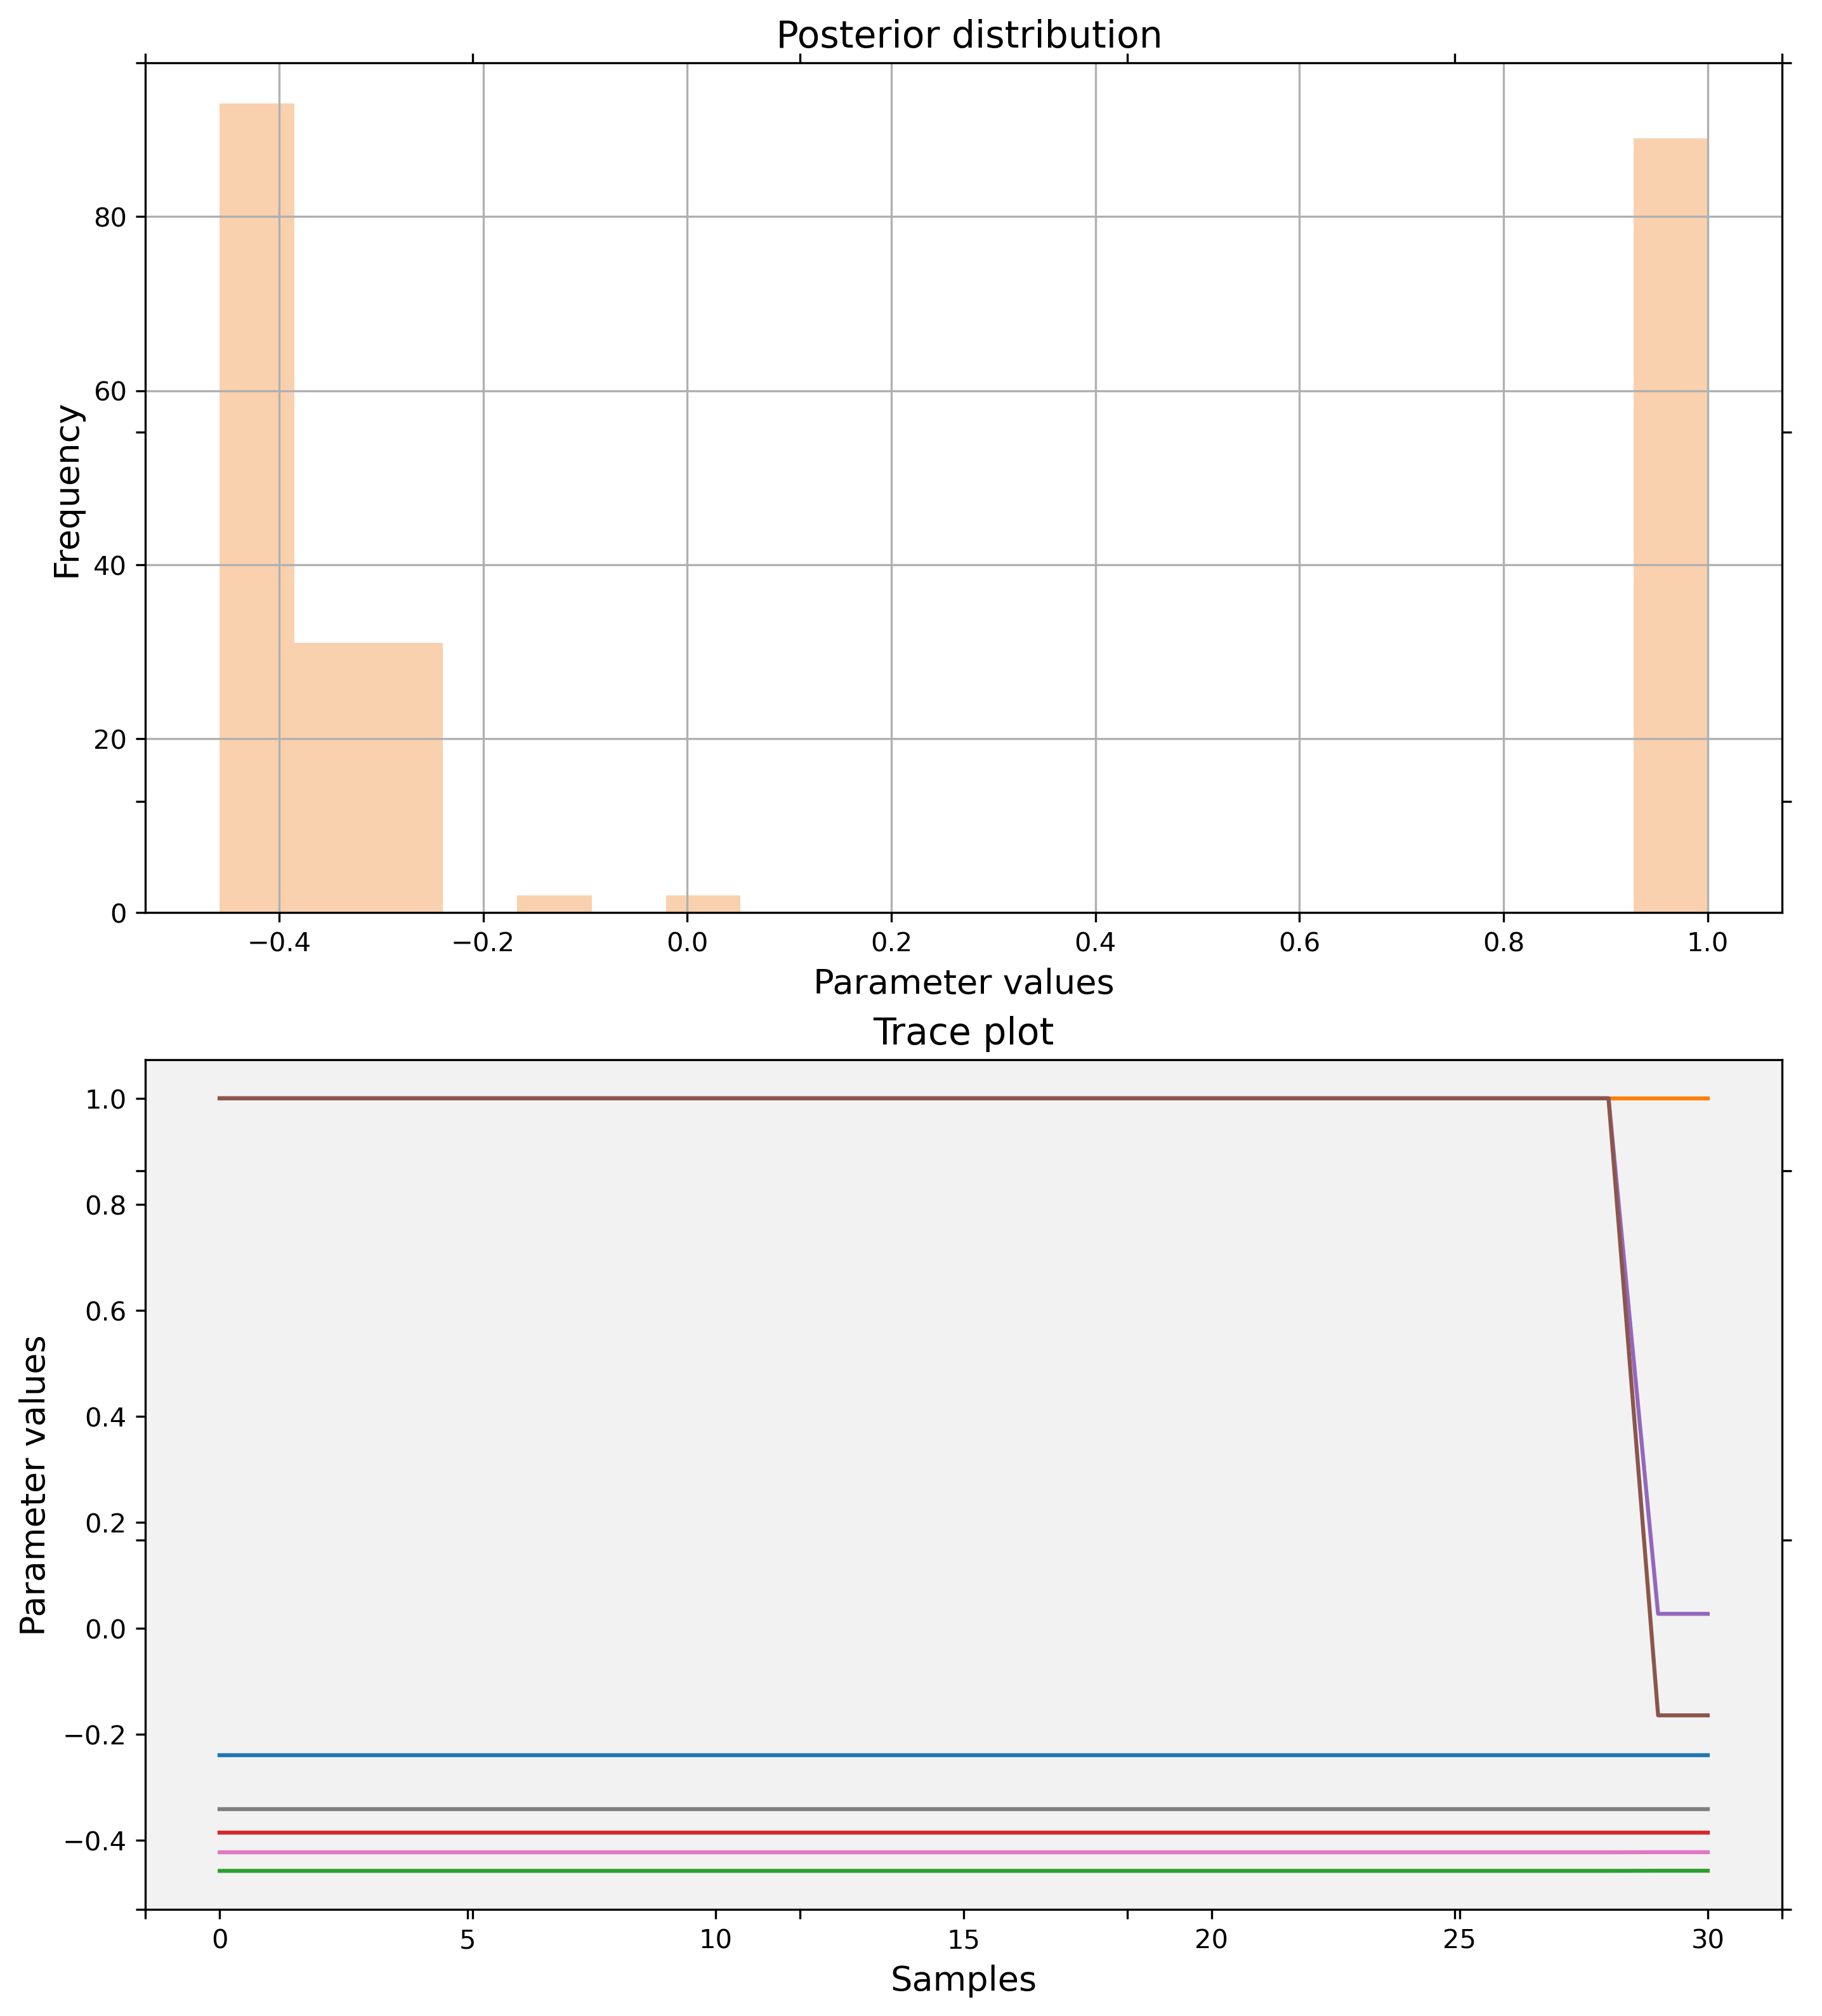 Posterior distribution
Frequency
80
60
40
20
0
−0.4 −0.2 0.0 0.2 0.4 0.6 0.8 1.0
Parameter values
Trace plot
Parameter values
1.0
0.8
0.6
0.4
0.2
0.0
−0.2
−0.4
0 5 10 15 20 25 30
Samples